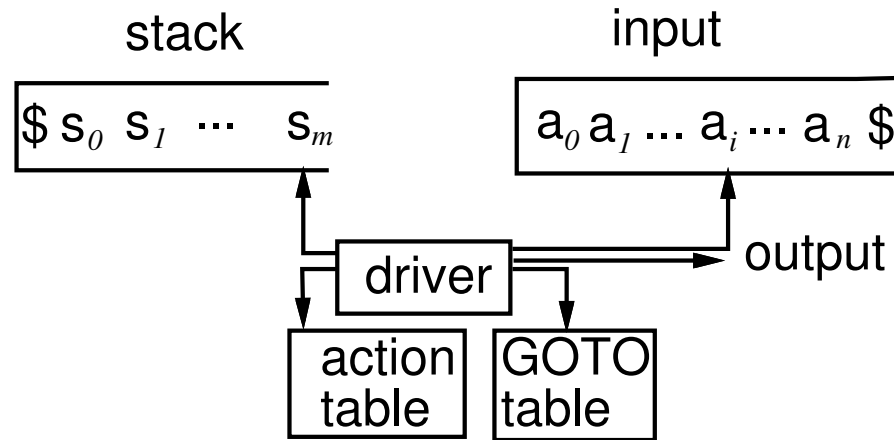 stack
input
$ s0 s1 ... sm
a0 a1 ... ai ... an $
driver
output
action
table
GOTO
table